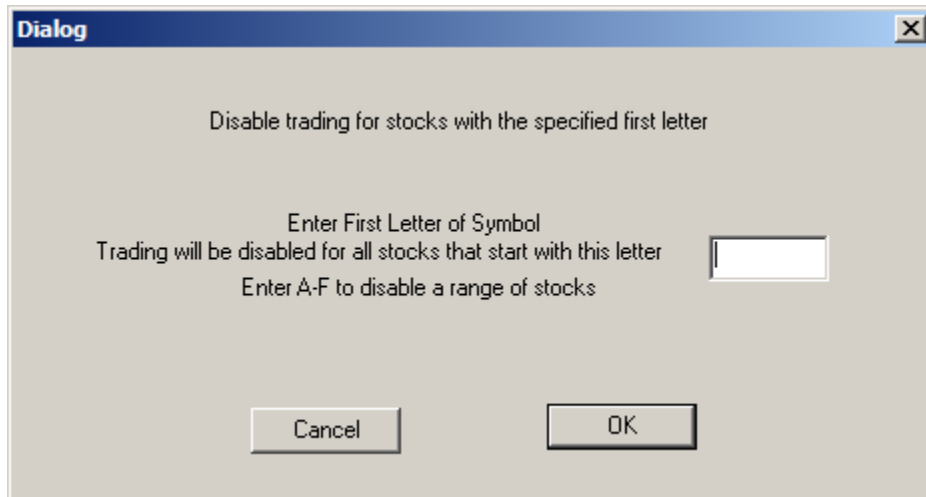 Dialog
Disable trading for stocks with the specified first letter
Enter First Letter of Symbol
Trading will be disabled for all stocks that start with this letter
Enter A-F to disable a range of stocks
Cancel
OK